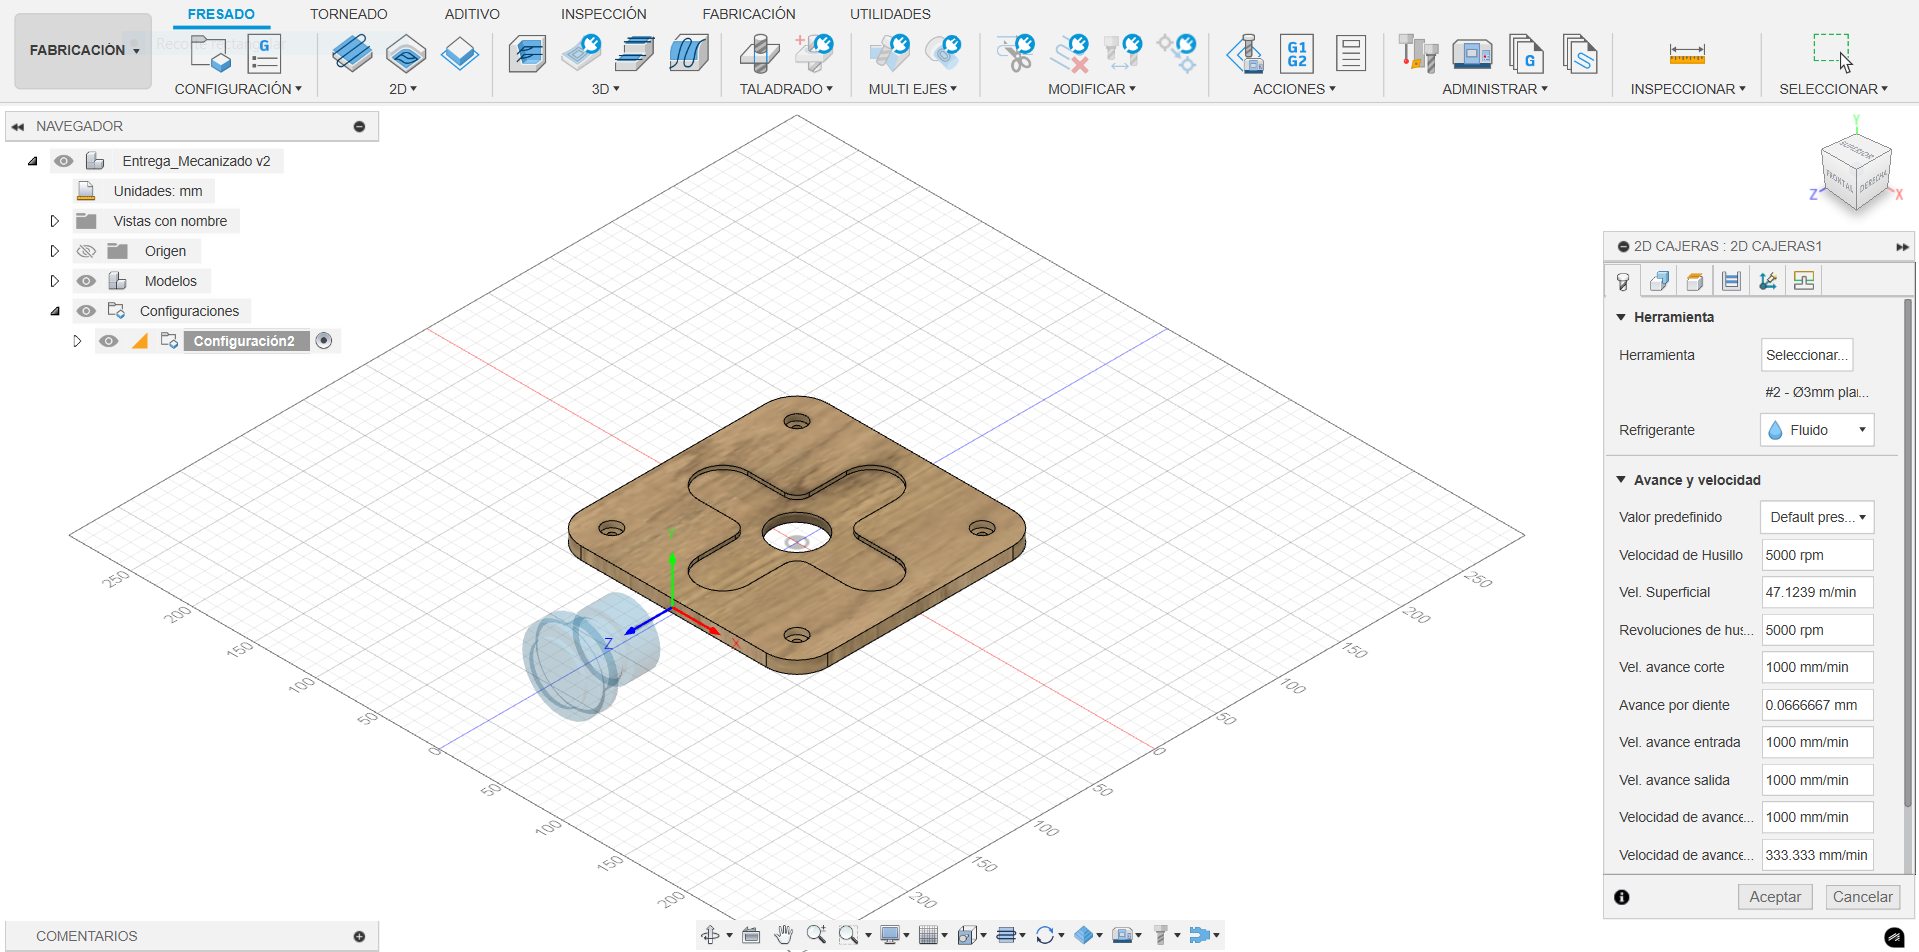 FRESADO TORNEADO ADITIVO INSPECCIÓN FABRICACIÓN UTILIDADES
FABRICACIÓN
CONFIGURACIÓN 2D 3D TALADRADO MULTI EJES MODIFICAR ACCIONES ADMINISTRAR INSPECCIONAR SELECCIONAR
G
G1
G2
G
NAVEGADOR
Entrega_Mecanizado v2
Unidades: mm
Vistas con nombre
Origen
Modelos
Configuraciones
Configuración2
Y
SUPERIOR
FRONTAL
DERECHA
Z
X
250
200
150
100
50
0
50
100
150
200
250
200
150
100
50
0
50
100
150
200
Z
X
2D CAJERAS : 2D CAJERAS1
Herramienta
Herramienta Seleccionar...
#2 - Ø3mm pla...
Refrigerante Fluido
Avance y velocidad
Valor predefinido Default pres...
Velocidad de Husillo 5000 rpm
Vel. Superficial 47.1239 m/min
Revoluciones de hus... 5000 rpm
Vel. avance corte 1000 mm/min
Avance por diente 0.0666667 mm
Vel. avance entrada 1000 mm/min
Vel. avance salida 1000 mm/min
Velocidad de avance... 1000 mm/min
Velocidad de avance... 333.333 mm/min
Aceptar Cancelar
COMENTARIOS